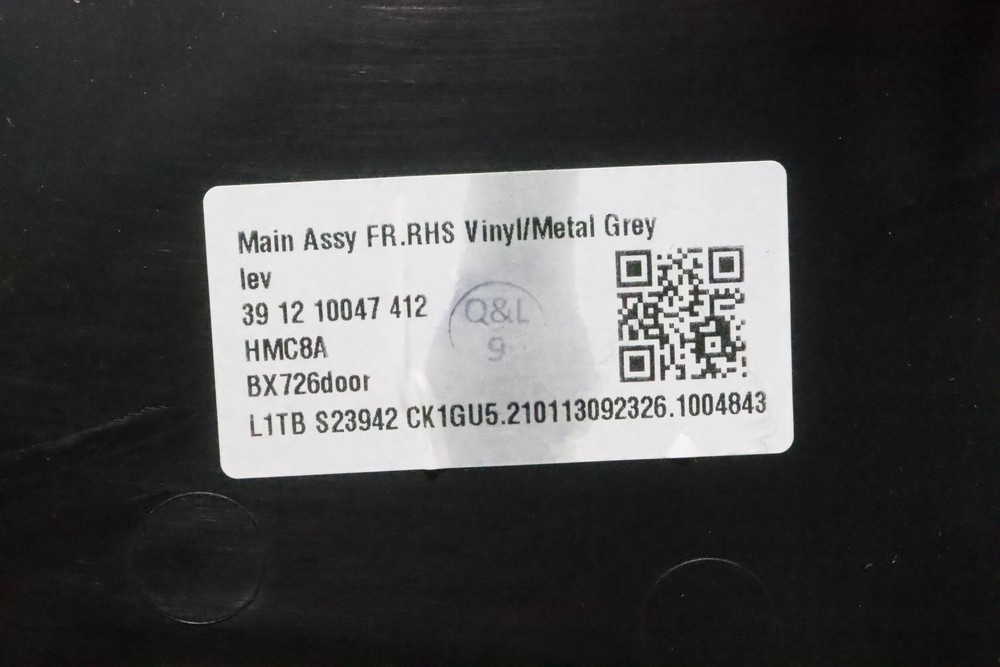 Main Assy FR.RHS Vinyl/Metal Grey
lev
39 12 10047 412
HMC8A
BX726door
L1TB S23942 CK1GU5.210113092326.1004843
Q&L
9